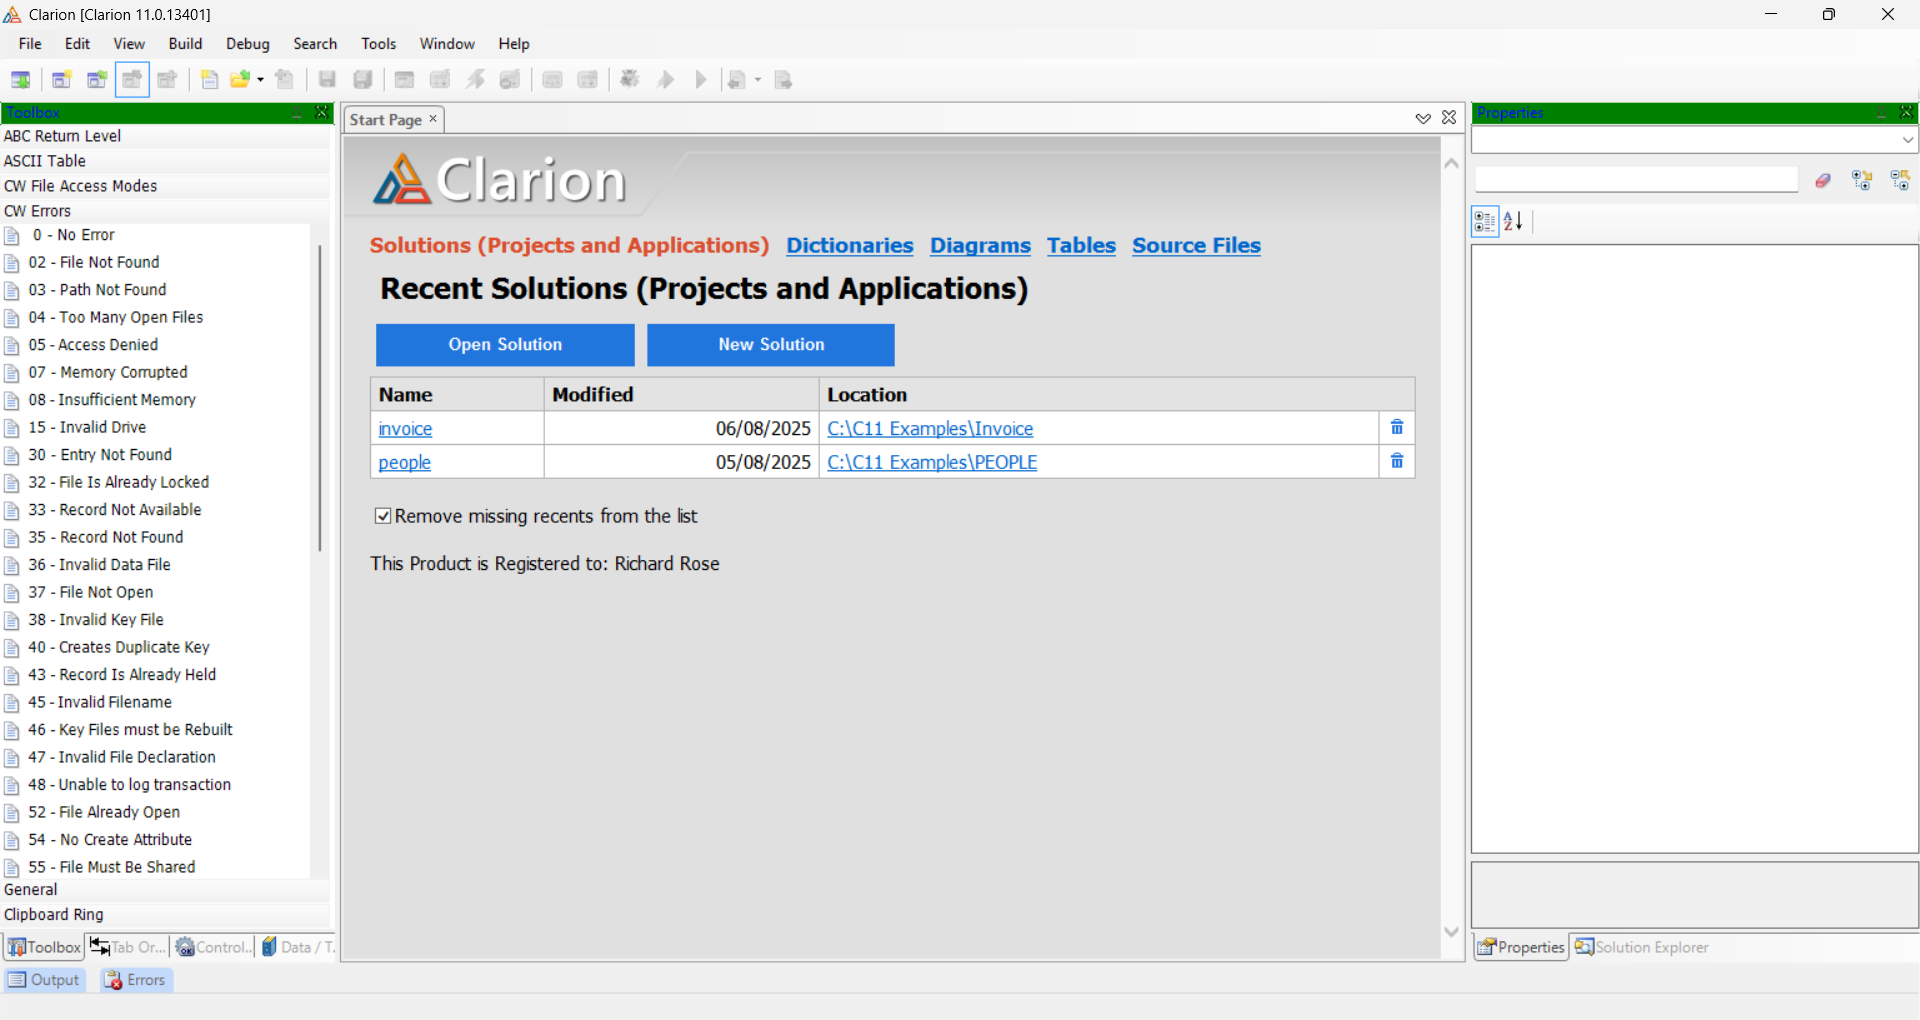 Clarion [Clarion 11.0.13401]
File Edit View Build Debug Search Tools Window Help
Toolbox
ABC Return Level
ASCII Table
CW File Access Modes
CW Errors
0 - No Error
02 - File Not Found
03 - Path Not Found
04 - Too Many Open Files
05 - Access Denied
07 - Memory Corrupted
08 - Insufficient Memory
15 - Invalid Drive
30 - Entry Not Found
32 - File Is Already Locked
33 - Record Not Available
35 - Record Not Found
36 - Invalid Data File
37 - File Not Open
38 - Invalid Key File
40 - Creates Duplicate Key
43 - Record Is Already Held
45 - Invalid Filename
46 - Key Files must be Rebuilt
47 - Invalid File Declaration
48 - Unable to log transaction
52 - File Already Open
54 - No Create Attribute
55 - File Must Be Shared
General
Clipboard Ring
Toolbox Tab Or... Control... Data / T...
Output Errors
Start Page
Clarion
Solutions (Projects and Applications) Dictionaries Diagrams Tables Source Files
Recent Solutions (Projects and Applications)
Open Solution New Solution
Name Modified Location
invoice 06/08/2025 C:\C11 Examples\Invoice
people 05/08/2025 C:\C11 Examples\PEOPLE
Remove missing recents from the list
This Product is Registered to: Richard Rose
Properties
Properties Solution Explorer